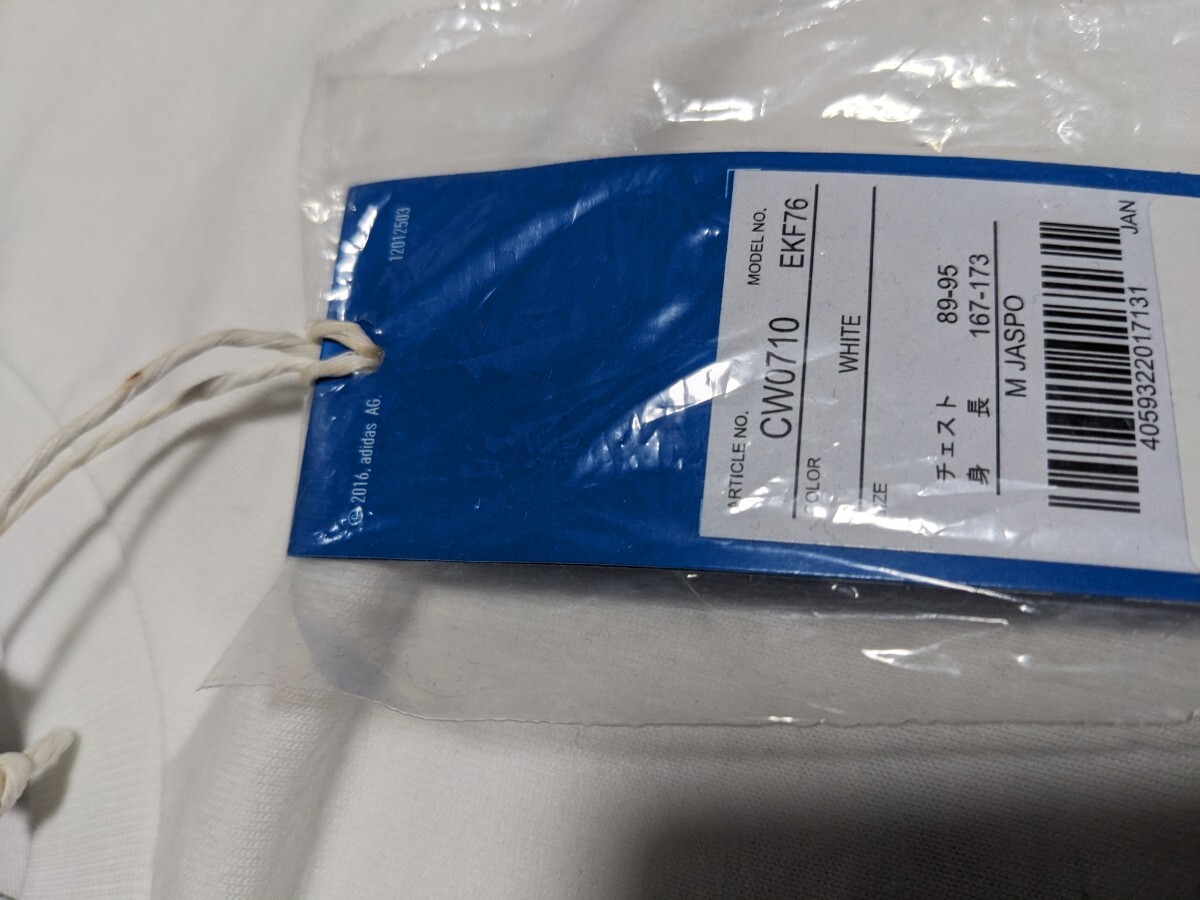 12012503
© 2016, adidas AG.
ARTICLE NO. MODEL NO.
CW0710 EKF76
COLOR
WHITE
SIZE
チェスト 89-95
身長 167-173
M JASPO
4059322017131 JAN